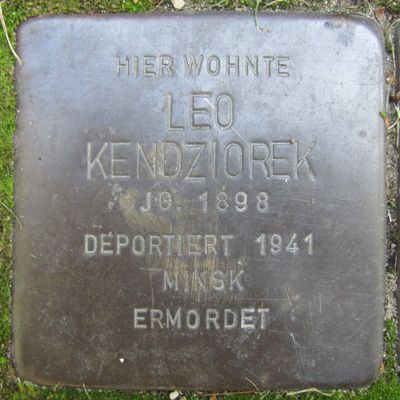 HIER WOHNTE
LEO
KENDZIOREK
JG. 1898
DEPORTIERT 1941
MINSK
ERMORDET